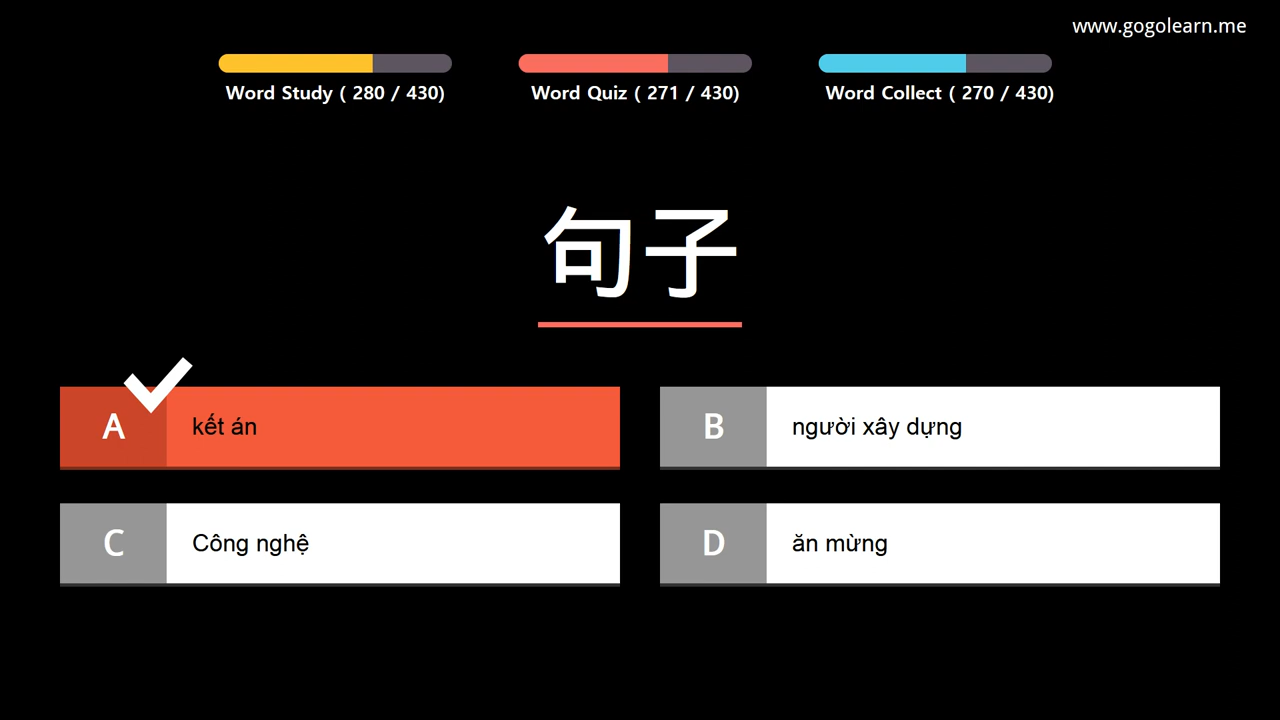 www.gogolearn.me
Word Study ( 280 / 430)
Word Quiz ( 271 / 430)
Word Collect ( 270 / 430)
句子
A kết án
B người xây dựng
C Công nghệ
D ăn mừng